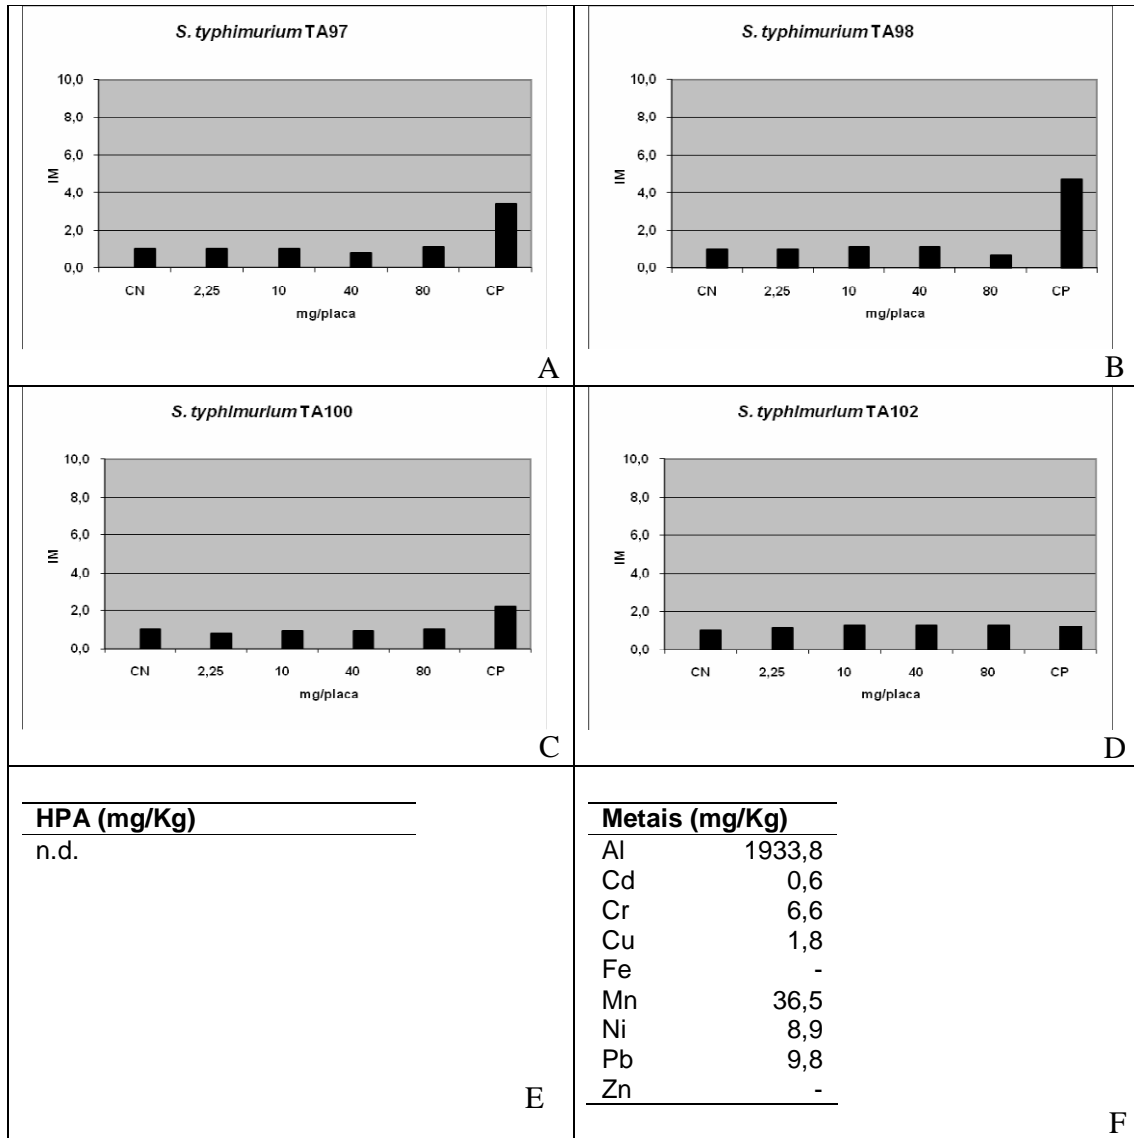 S. typhimurium TA97
10,0
8,0
6,0
4,0
2,0
0,0
IM
CN 2,25 10 40 80 CP
mg/placa
A
S. typhimurium TA98
10,0
8,0
6,0
4,0
2,0
0,0
IM
CN 2,25 10 40 80 CP
mg/placa
B
S. typhimurium TA100
10,0
8,0
6,0
4,0
2,0
0,0
IM
CN 2,25 10 40 80 CP
mg/placa
C
S. typhimurium TA102
10,0
8,0
6,0
4,0
2,0
0,0
IM
CN 2,25 10 40 80 CP
mg/placa
D
HPA (mg/Kg)
n.d.
E
Metais (mg/Kg)
Al 1933,8
Cd 0,6
Cr 6,6
Cu 1,8
Fe -
Mn 36,5
Ni 8,9
Pb 9,8
Zn -
F